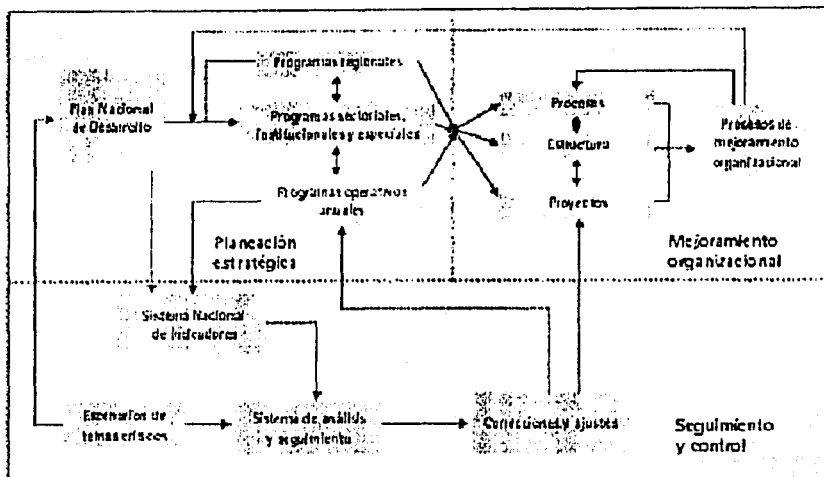 Programas regionales
Plan Nacional
de Desarrollo
Programas sectoriales,
institucionales y especiales
Programas operativos
anuales
Procesos
Estructura
Proyectos
Procesos de
mejoramiento
organizacional
Planeación
estratégica
Mejoramiento
organizacional
Sistema Nacional
de Indicadores
Escenarios de
temas críticos
Sistema de análisis
y seguimiento
Correcciones y ajustes
Seguimiento
y control